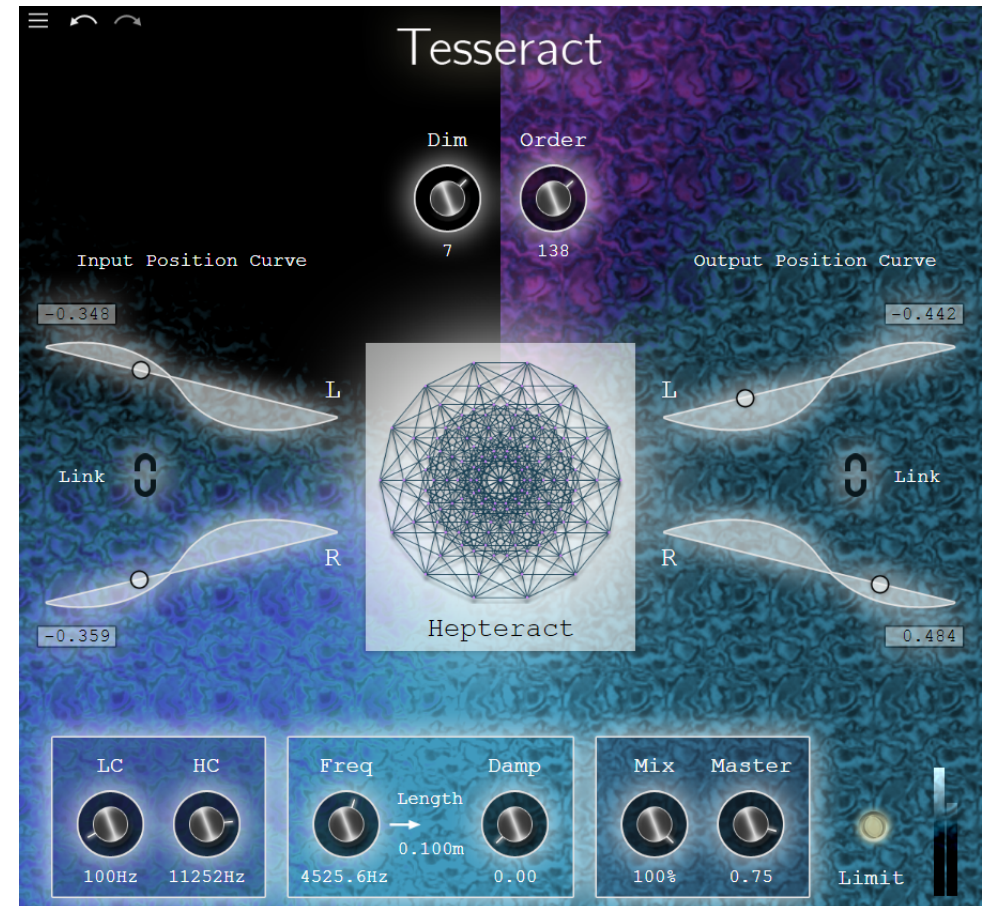 Tesseract
Dim Order
7 138
Input Position Curve Output Position Curve
-0.348 -0.442
L L
Link Link
R R
-0.359 0.484
Hepteract
LC HC Freq Damp Mix Master
Length
0.100m
100Hz 11252Hz 4525.6Hz 0.00 100% 0.75 Limit